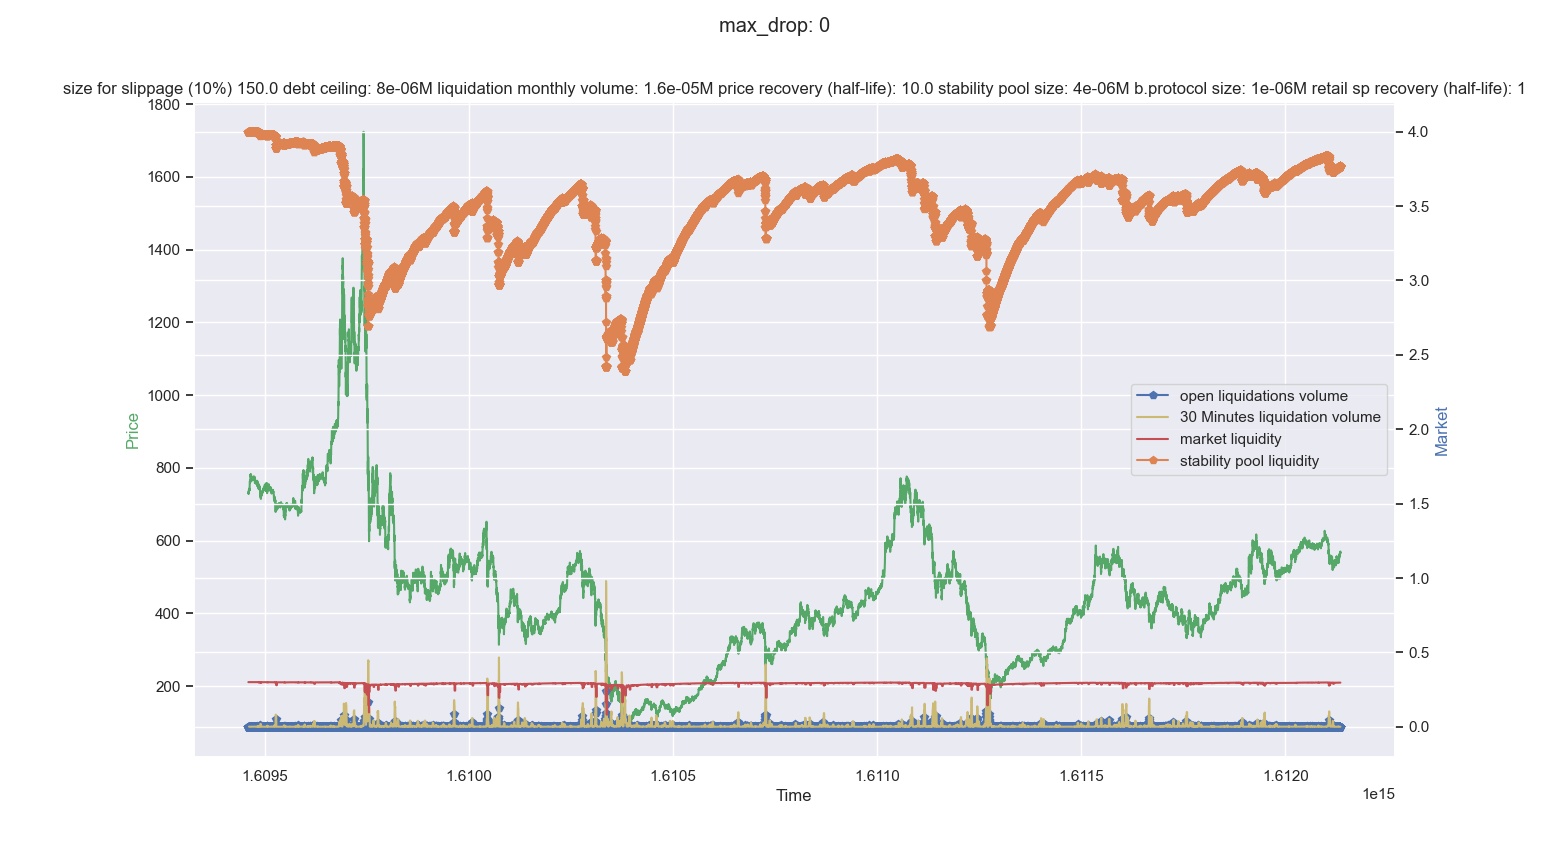 max_drop: 0
size for slippage (10%) 150.0 debt ceiling: 8e-06M liquidation monthly volume: 1.6e-05M price recovery (half-life): 10.0 stability pool size: 4e-06M b.protocol size: 1e-06M retail sp recovery (half-life): 1
1800
1600
1400
1200
1000
800
600
400
200
Price
4.0
3.5
3.0
2.5
2.0
1.5
1.0
0.5
0.0
Market
open liquidations volume
30 Minutes liquidation volume
market liquidity
stability pool liquidity
1.6095
1.6100
1.6105
1.6110
1.6115
1.6120
Time
1e15